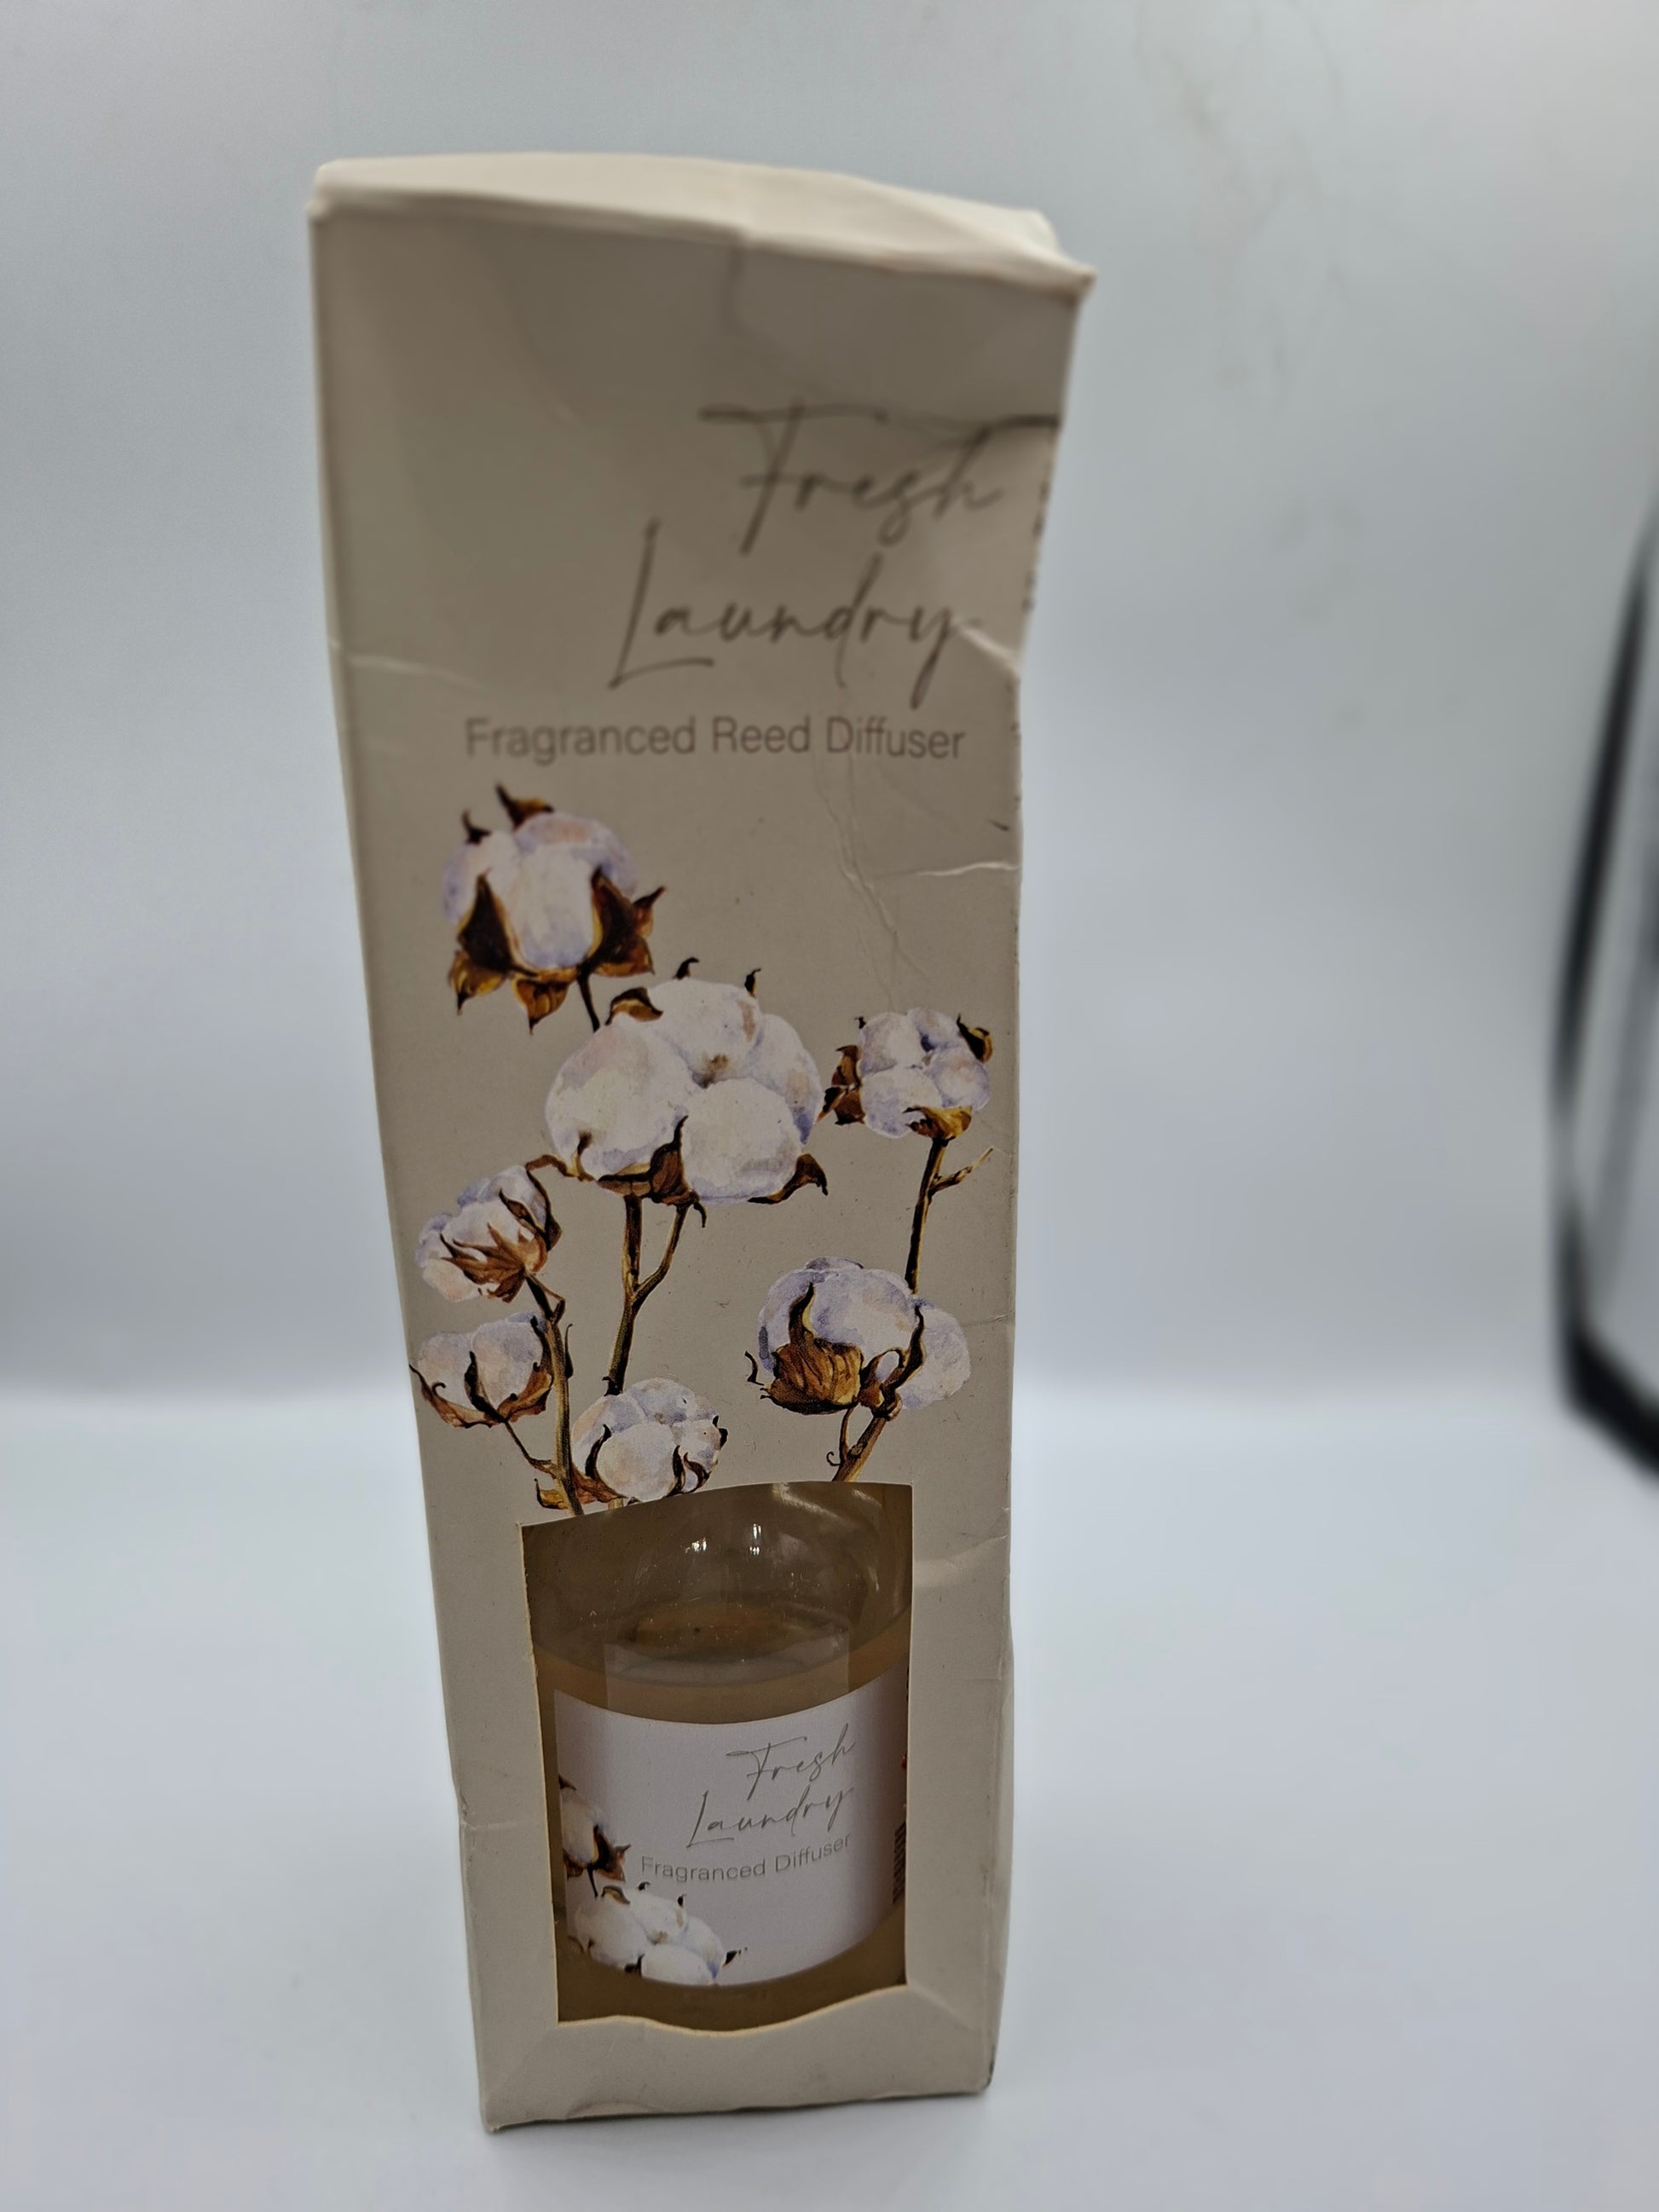 Fresh
Laundry
Fragranced Reed Diffuser
Fresh
Laundry
Fragranced Diffuser